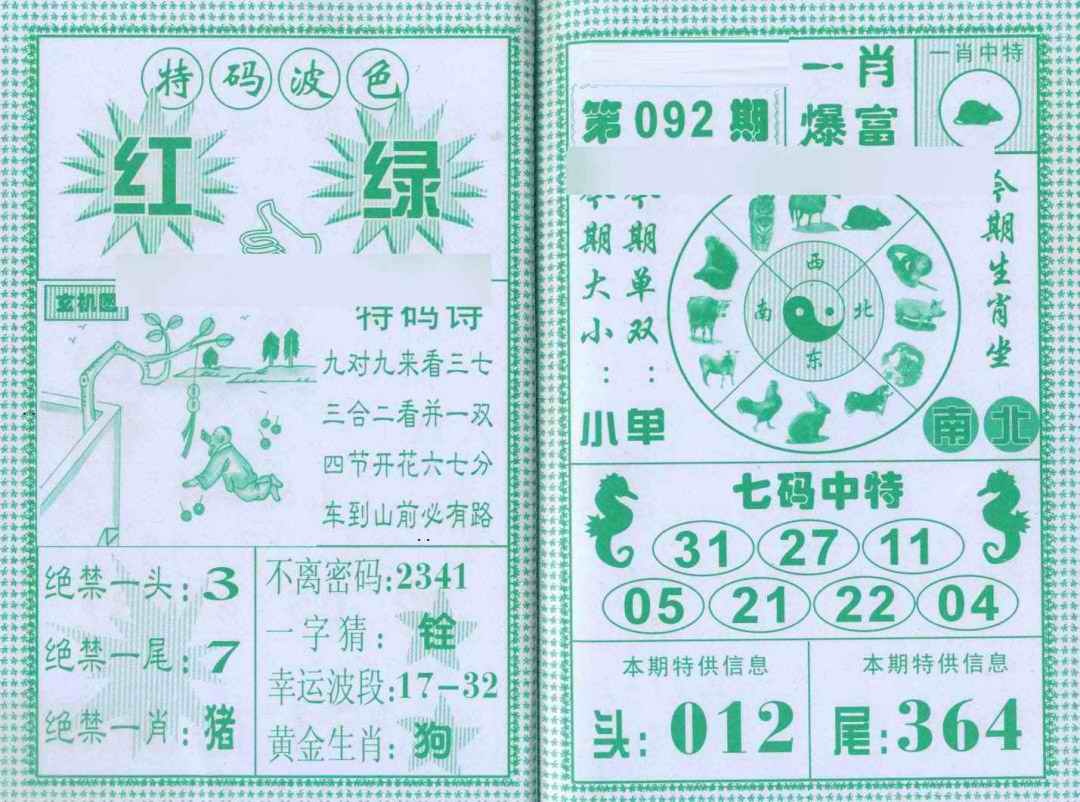 特码波色
红 绿
玄机图
特码诗
九对九来看三七
三合二看并一双
四节开花六七分
车到山前必有路
绝禁一头:3
绝禁一尾:7
绝禁一肖:猪
不离密码:2341
一字猜:铨
幸运波段:17-32
黄金生肖:狗
第092期
一肖
爆富
一肖中特
本期大小:
小
本期单双:
单
西
南 北
东
今期生肖坐
南北
七码中特
31 27 11
05 21 22 04
本期特供信息
头:012
本期特供信息
尾:364